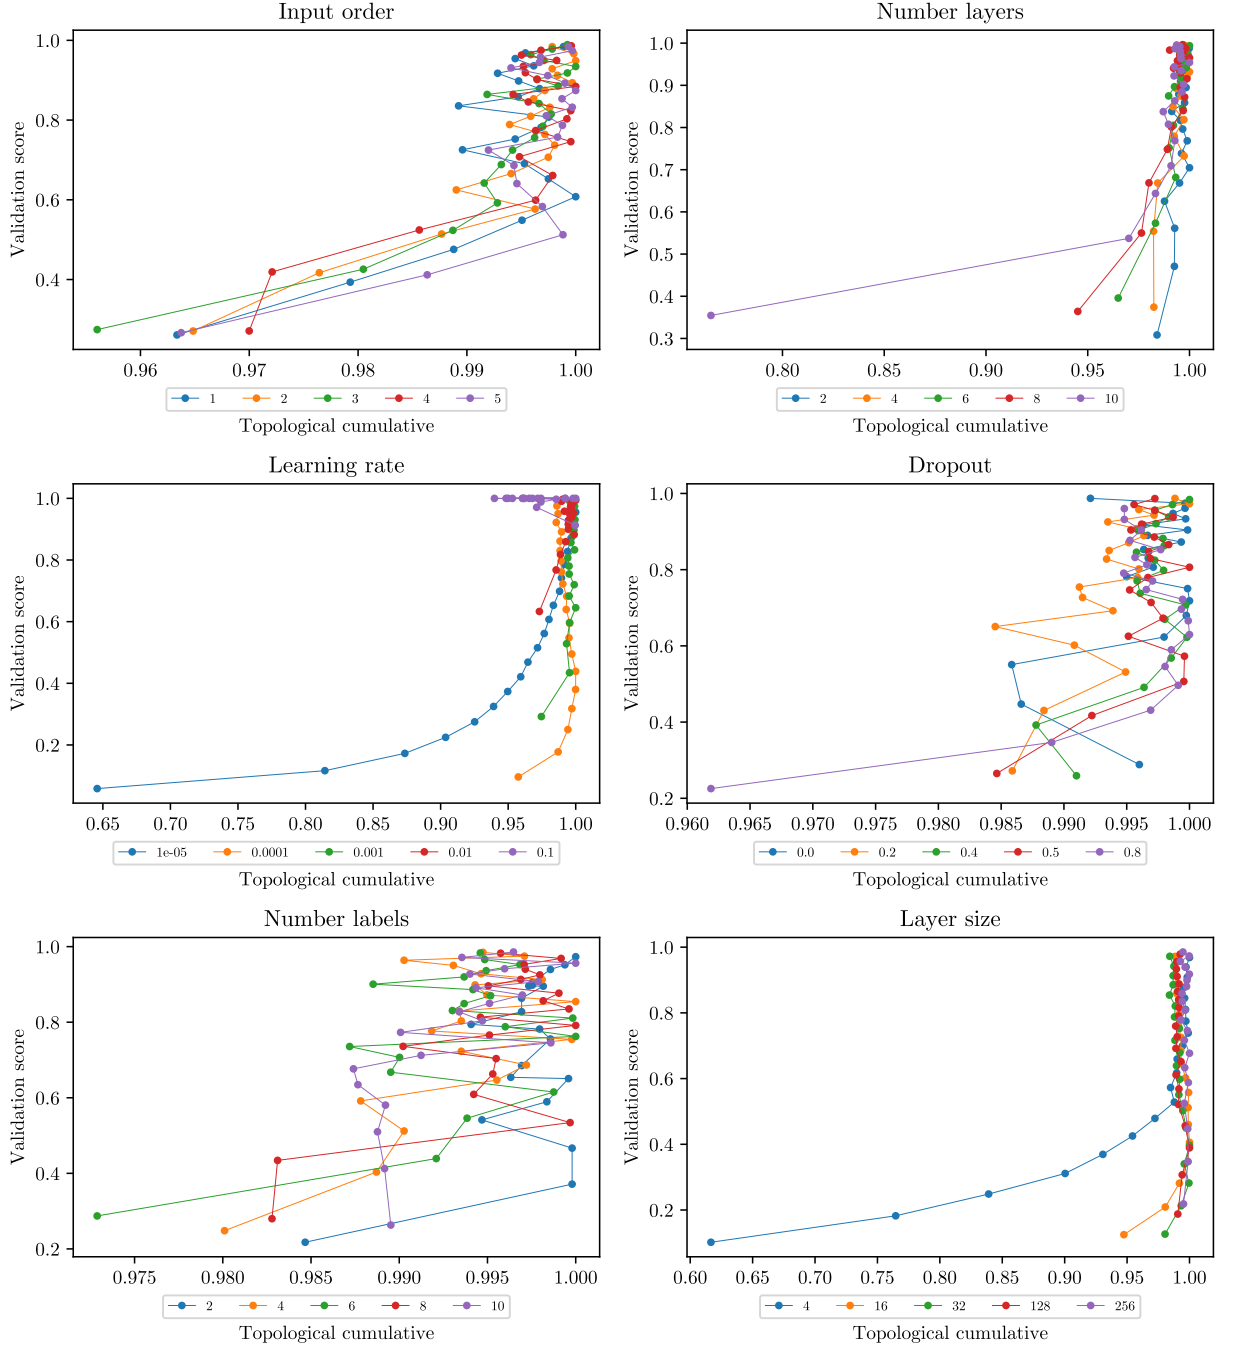 Input order
Validation score
1.0
0.8
0.6
0.4
0.96 0.97 0.98 0.99 1.00
1 2 3 4 5
Topological cumulative
Number layers
Validation score
1.0
0.9
0.8
0.7
0.6
0.5
0.4
0.3
0.80 0.85 0.90 0.95 1.00
2 4 6 8 10
Topological cumulative
Learning rate
Validation score
1.0
0.8
0.6
0.4
0.2
0.65 0.70 0.75 0.80 0.85 0.90 0.95 1.00
1e-05 0.0001 0.001 0.01 0.1
Topological cumulative
Dropout
Validation score
1.0
0.8
0.6
0.4
0.2
0.960 0.965 0.970 0.975 0.980 0.985 0.990 0.995 1.000
0.0 0.2 0.4 0.5 0.8
Topological cumulative
Number labels
Validation score
1.0
0.8
0.6
0.4
0.2
0.975 0.980 0.985 0.990 0.995 1.000
2 4 6 8 10
Topological cumulative
Layer size
Validation score
1.0
0.8
0.6
0.4
0.2
0.60 0.65 0.70 0.75 0.80 0.85 0.90 0.95 1.00
4 16 32 128 256
Topological cumulative